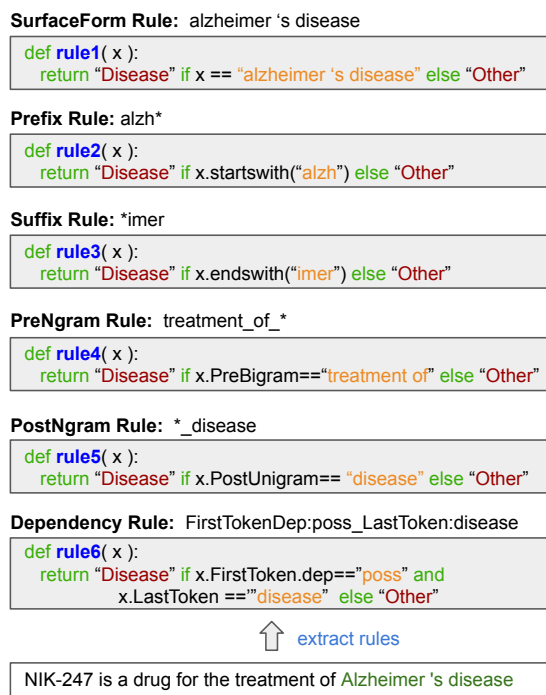 SurfaceForm Rule: alzheimer ‘s disease
def rule1( x ):
return “Disease” if x == “alzheimer ‘s disease” else “Other”
Prefix Rule: alzh*
def rule2( x ):
return “Disease” if x.startswith(“alzh”) else “Other”
Suffix Rule: *imer
def rule3( x ):
return “Disease” if x.endswith(“imer”) else “Other”
PreNgram Rule: treatment_of_*
def rule4( x ):
return “Disease” if x.PreBigram==“treatment of” else “Other”
PostNgram Rule: *_disease
def rule5( x ):
return “Disease” if x.PostUnigram== “disease” else “Other”
Dependency Rule: FirstTokenDep:poss_LastToken:disease
def rule6( x ):
return “Disease” if x.FirstToken.dep==“poss” and
x.LastToken ==’”disease” else “Other”
extract rules
NIK-247 is a drug for the treatment of Alzheimer 's disease